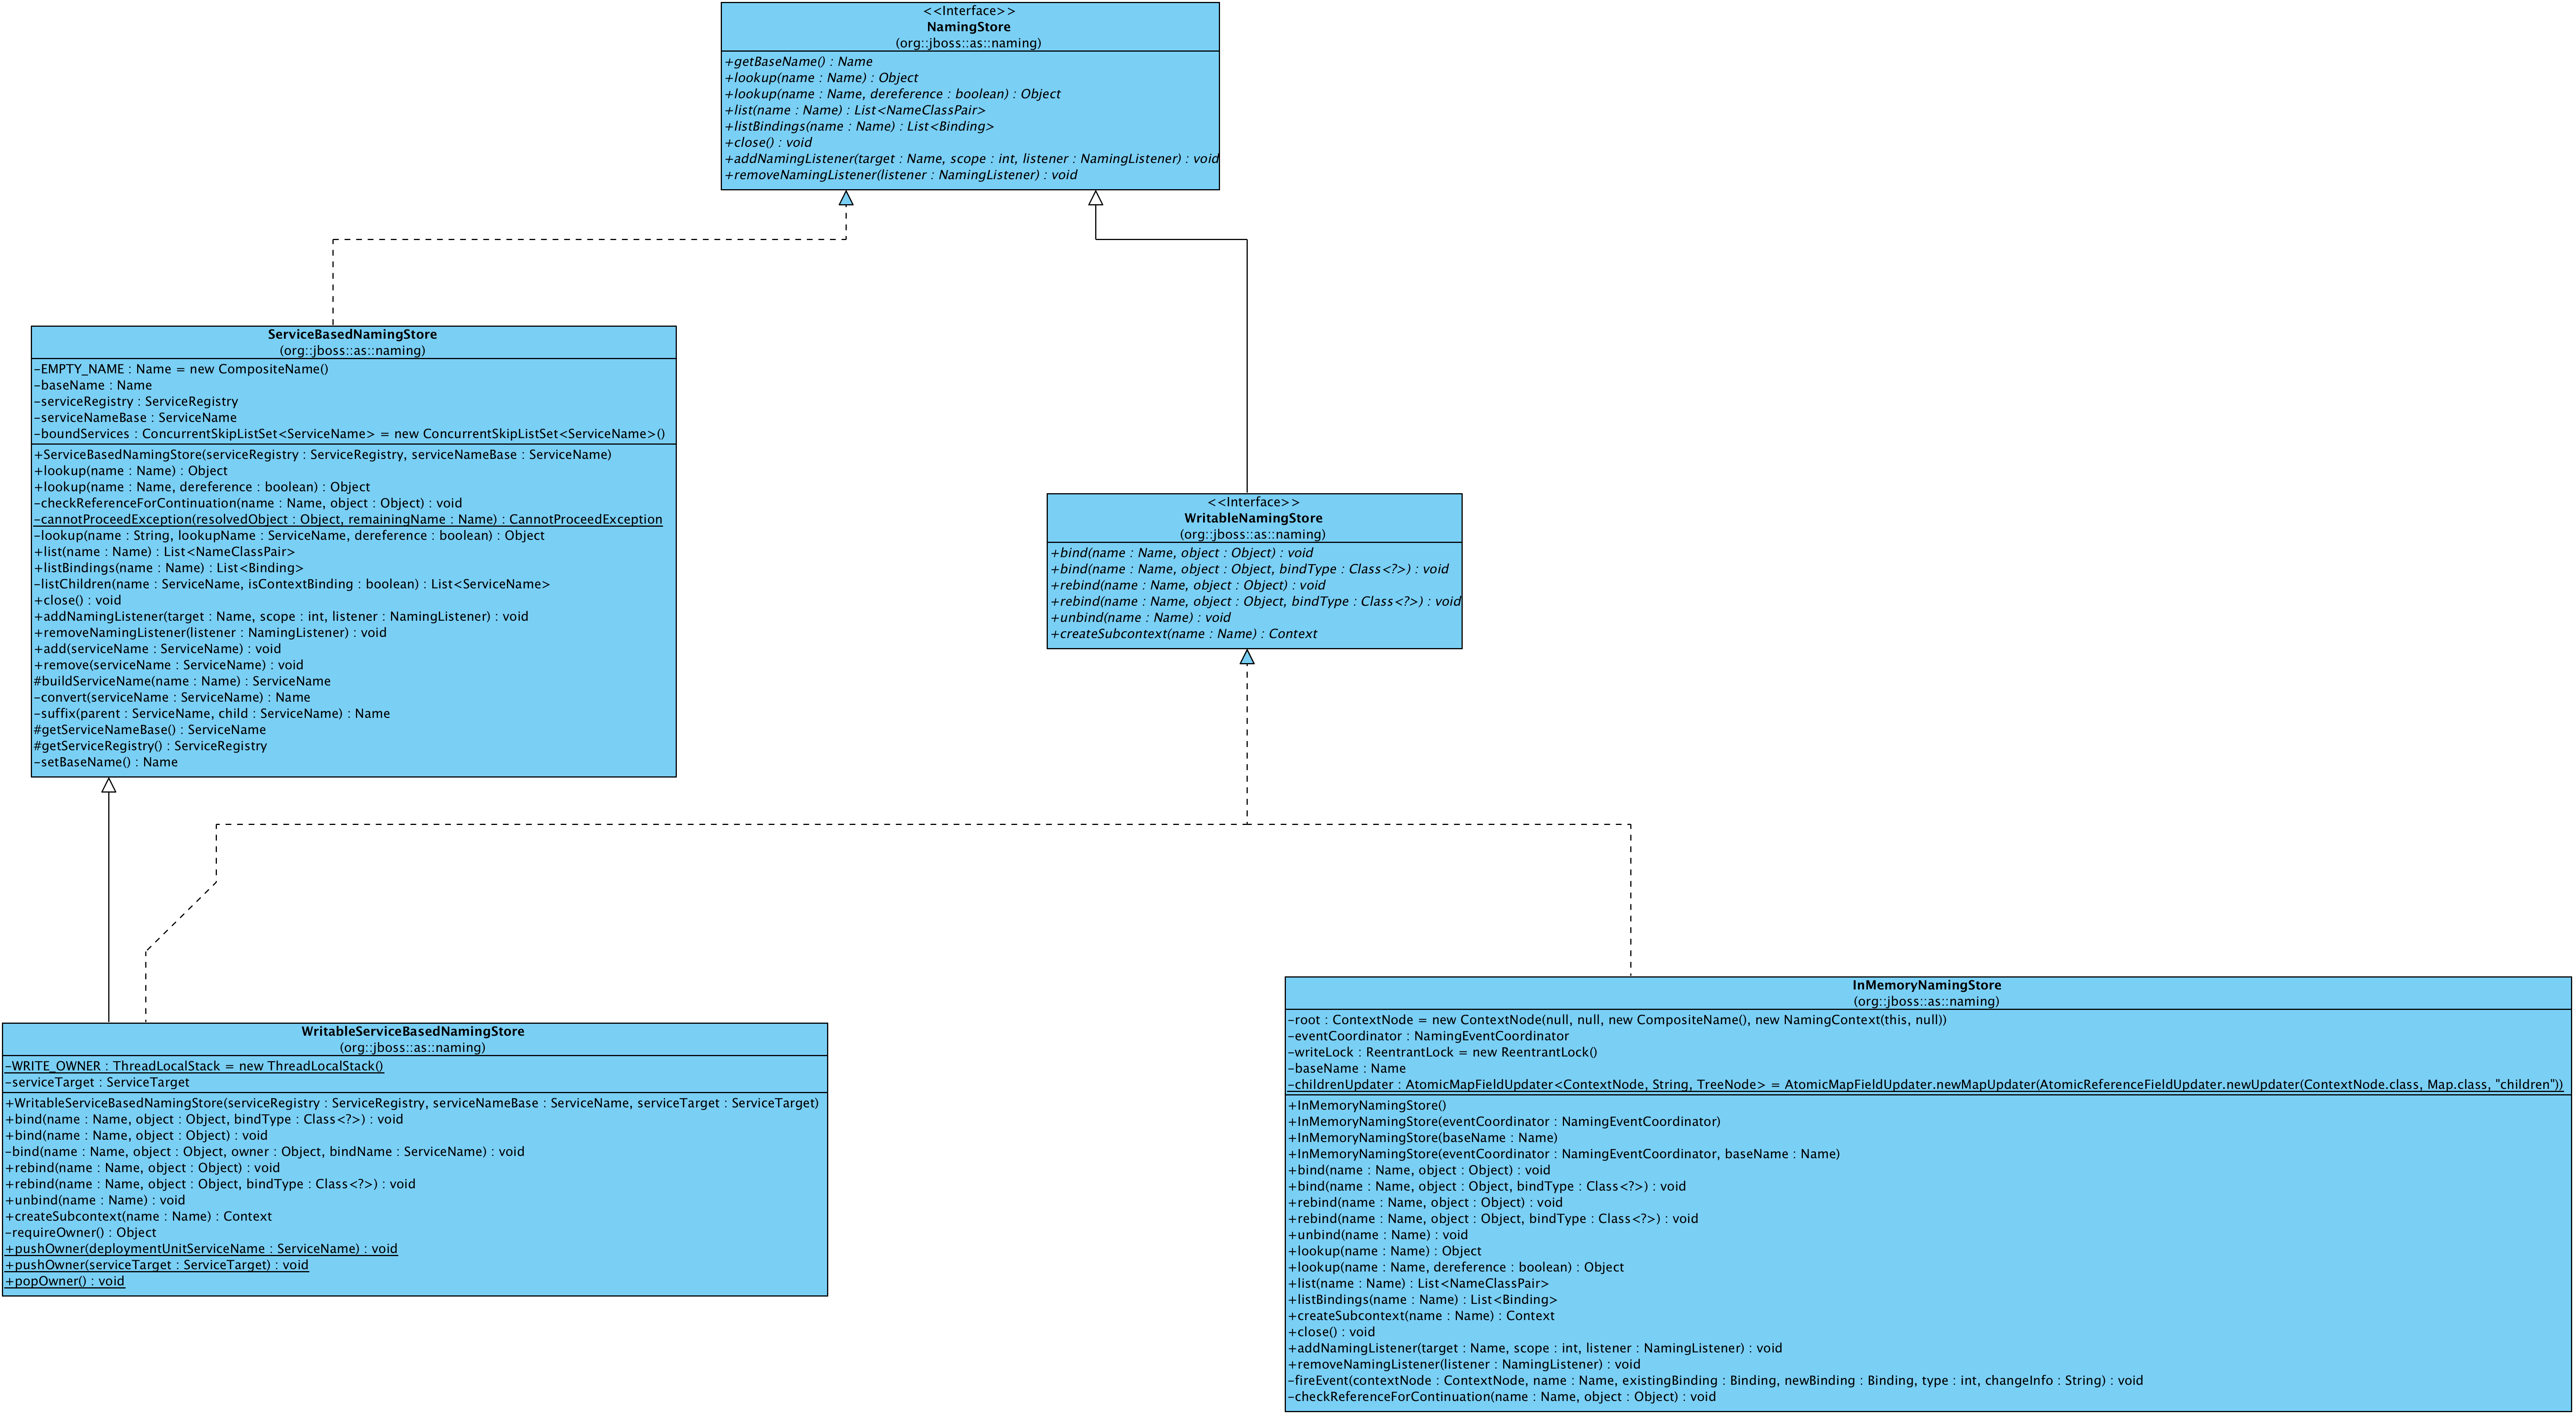 <<Interface>>
NamingStore
(org::jboss::as::naming)
+getBaseName() : Name
+lookup(name : Name) : Object
+lookup(name : Name, dereference : boolean) : Object
+list(name : Name) : List<NameClassPair>
+listBindings(name : Name) : List<Binding>
+close() : void
+addNamingListener(target : Name, scope : int, listener : NamingListener) : void
+removeNamingListener(listener : NamingListener) : void
ServiceBasedNamingStore
(org::jboss::as::naming)
-EMPTY_NAME : Name = new CompositeName()
-baseName : Name
-serviceRegistry : ServiceRegistry
-serviceNameBase : ServiceName
-boundServices : ConcurrentSkipListSet<ServiceName> = new ConcurrentSkipListSet<ServiceName>()
+ServiceBasedNamingStore(serviceRegistry : ServiceRegistry, serviceNameBase : ServiceName)
+lookup(name : Name) : Object
+lookup(name : Name, dereference : boolean) : Object
-checkReferenceForContinuation(name : Name, object : Object) : void
-cannotProceedException(resolvedObject : Object, remainingName : Name) : CannotProceedException
-lookup(name : String, lookupName : ServiceName, dereference : boolean) : Object
+list(name : Name) : List<NameClassPair>
+listBindings(name : Name) : List<Binding>
-listChildren(name : ServiceName, isContextBinding : boolean) : List<ServiceName>
+close() : void
+addNamingListener(target : Name, scope : int, listener : NamingListener) : void
+removeNamingListener(listener : NamingListener) : void
+add(serviceName : ServiceName) : void
+remove(serviceName : ServiceName) : void
#buildServiceName(name : Name) : ServiceName
-convert(serviceName : ServiceName) : Name
-suffix(parent : ServiceName, child : ServiceName) : Name
#getServiceNameBase() : ServiceName
#getServiceRegistry() : ServiceRegistry
-setBaseName() : Name
<<Interface>>
WritableNamingStore
(org::jboss::as::naming)
+bind(name : Name, object : Object) : void
+bind(name : Name, object : Object, bindType : Class<?>) : void
+rebind(name : Name, object : Object) : void
+rebind(name : Name, object : Object, bindType : Class<?>) : void
+unbind(name : Name) : void
+createSubcontext(name : Name) : Context
WritableServiceBasedNamingStore
(org::jboss::as::naming)
-WRITE_OWNER : ThreadLocalStack = new ThreadLocalStack()
-serviceTarget : ServiceTarget
+WritableServiceBasedNamingStore(serviceRegistry : ServiceRegistry, serviceNameBase : ServiceName, serviceTarget : ServiceTarget)
+bind(name : Name, object : Object, bindType : Class<?>) : void
+bind(name : Name, object : Object) : void
-bind(name : Name, object : Object, owner : Object, bindName : ServiceName) : void
+rebind(name : Name, object : Object) : void
+rebind(name : Name, object : Object, bindType : Class<?>) : void
+unbind(name : Name) : void
+createSubcontext(name : Name) : Context
-requireOwner() : Object
+pushOwner(deploymentUnitServiceName : ServiceName) : void
+pushOwner(serviceTarget : ServiceTarget) : void
+popOwner() : void
InMemoryNamingStore
(org::jboss::as::naming)
-root : ContextNode = new ContextNode(null, null, new CompositeName(), new NamingContext(this, null))
-eventCoordinator : NamingEventCoordinator
-writeLock : ReentrantLock = new ReentrantLock()
-baseName : Name
-childrenUpdater : AtomicMapFieldUpdater<ContextNode, String, TreeNode> = AtomicMapFieldUpdater.newMapUpdater(AtomicReferenceFieldUpdater.newUpdater(ContextNode.class, Map.class, "children"))
+InMemoryNamingStore()
+InMemoryNamingStore(eventCoordinator : NamingEventCoordinator)
+InMemoryNamingStore(baseName : Name)
+InMemoryNamingStore(eventCoordinator : NamingEventCoordinator, baseName : Name)
+bind(name : Name, object : Object) : void
+bind(name : Name, object : Object, bindType : Class<?>) : void
+rebind(name : Name, object : Object) : void
+rebind(name : Name, object : Object, bindType : Class<?>) : void
+unbind(name : Name) : void
+lookup(name : Name) : Object
+lookup(name : Name, dereference : boolean) : Object
+list(name : Name) : List<NameClassPair>
+listBindings(name : Name) : List<Binding>
+createSubcontext(name : Name) : Context
+close() : void
+addNamingListener(target : Name, scope : int, listener : NamingListener) : void
+removeNamingListener(listener : NamingListener) : void
-fireEvent(contextNode : ContextNode, name : Name, existingBinding : Binding, newBinding : Binding, type : int, changeInfo : String) : void
-checkReferenceForContinuation(name : Name, object : Object) : void